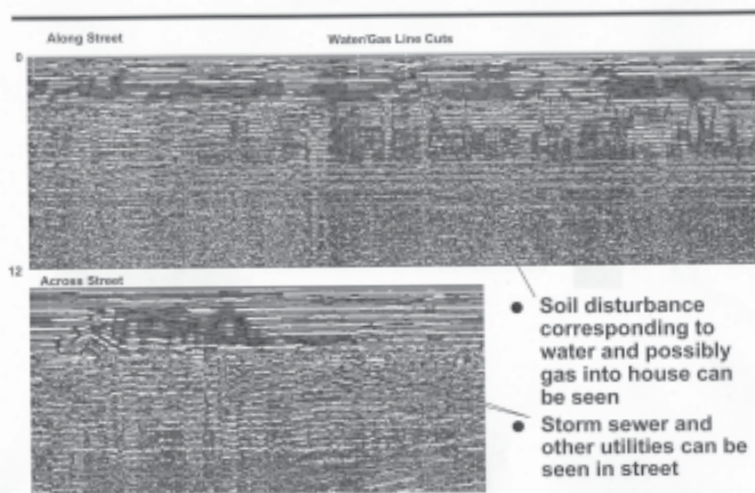 Along Street Water/Gas Line Cuts
0
12
Across Street
• Soil disturbance
corresponding to
water and possibly
gas into house can
be seen
• Storm sewer and
other utilities can be
seen in street